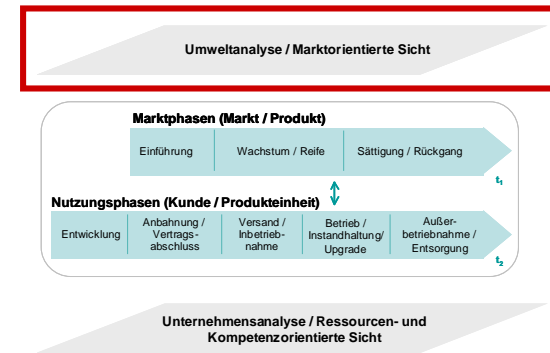 Umweltanalyse / Marktorientierte Sicht
Marktphasen (Markt / Produkt)
Einführung
Wachstum / Reife
Sättigung / Rückgang
t1
Nutzungsphasen (Kunde / Produkteinheit)
Entwicklung
Anbahnung /
Vertrags-
abschluss
Versand /
Inbetrieb-
nahme
Betrieb /
Instandhaltung/
Upgrade
Außer-
betriebnahme /
Entsorgung
t2
Unternehmensanalyse / Ressourcen- und
Kompetenzorientierte Sicht